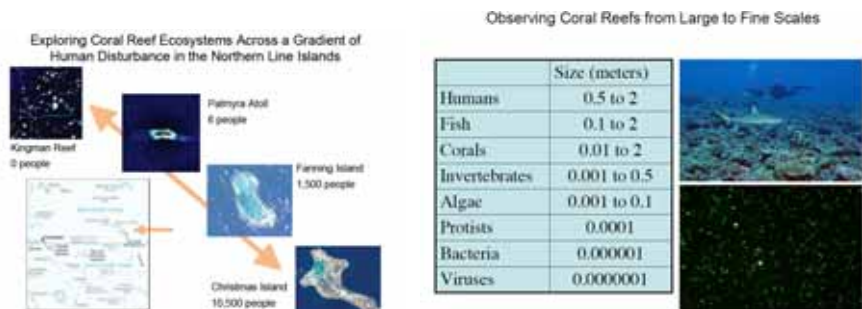 Exploring Coral Reef Ecosystems Across a Gradient of
Human Disturbance in the Northern Line Islands
Kingman Reef
0 people
Palmyra Atoll
6 people
Fanning Island
1,500 people
Christmas Island
10,500 people
Observing Coral Reefs from Large to Fine Scales
Size (meters)
Humans 0.5 to 2
Fish 0.1 to 2
Corals 0.01 to 2
Invertebrates 0.001 to 0.5
Algae 0.001 to 0.1
Protists 0.0001
Bacteria 0.000001
Viruses 0.0000001